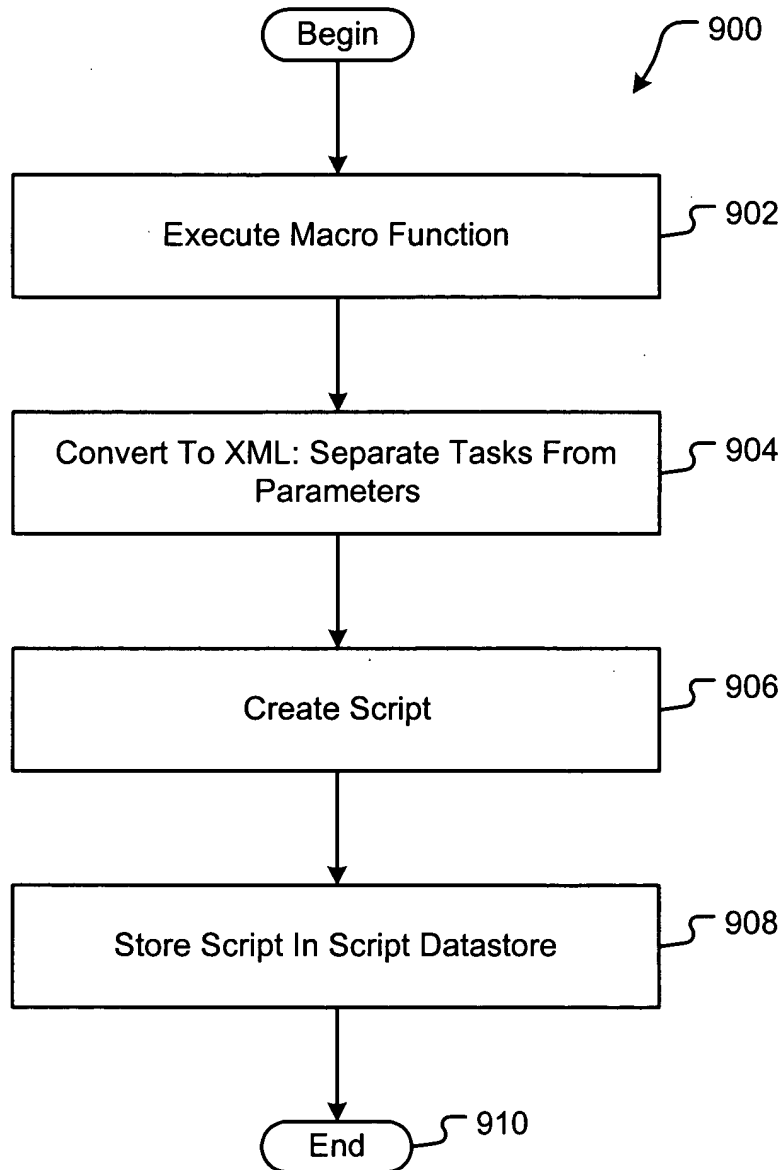 Begin
900
Execute Macro Function
902
Convert To XML: Separate Tasks From
Parameters
904
Create Script
906
Store Script In Script Datastore
908
End
910